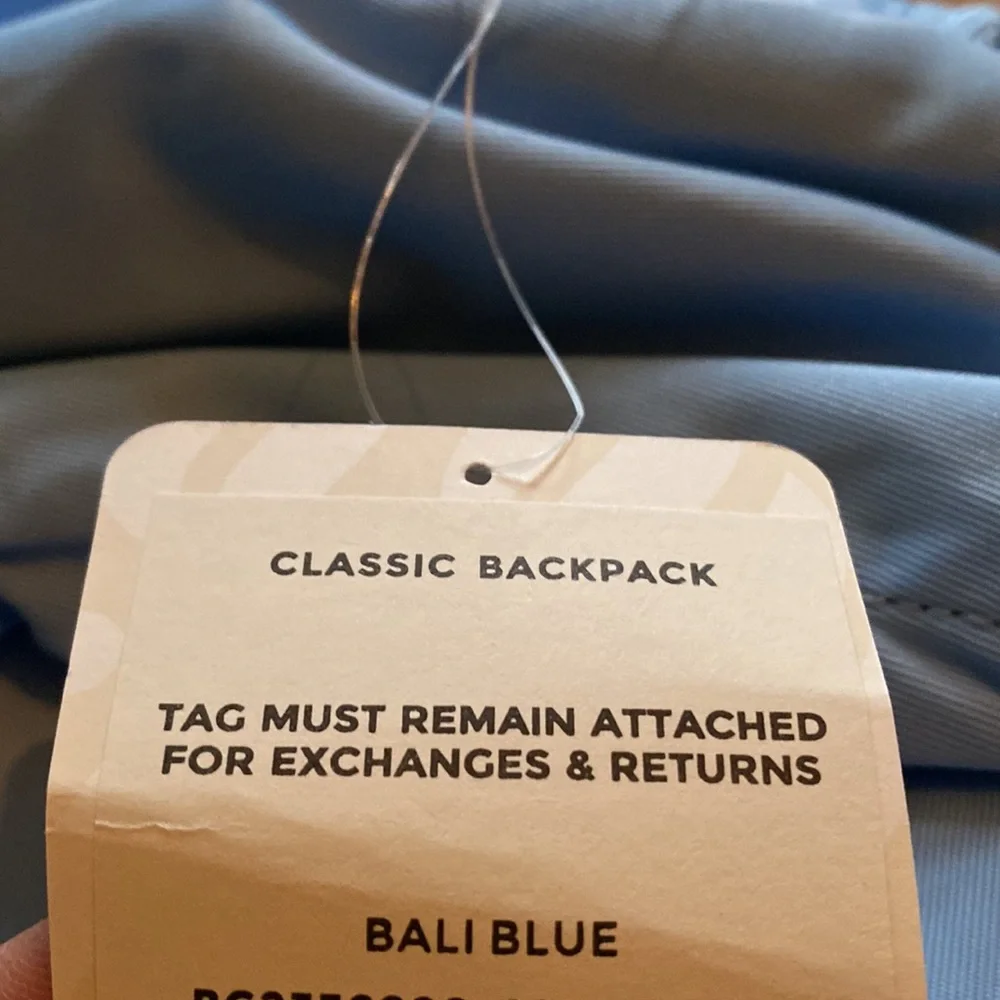 CLASSIC BACKPACK
TAG MUST REMAIN ATTACHED
FOR EXCHANGES & RETURNS
BALI BLUE